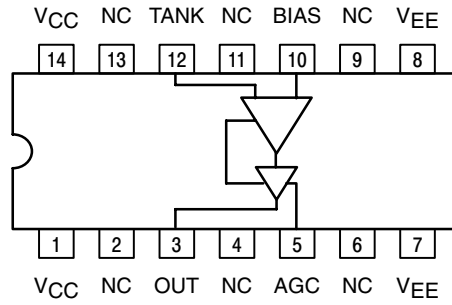 VCC NC TANK NC BIAS NC VEE
14 13 12 11 10 9 8
1 2 3 4 5 6 7
VCC NC OUT NC AGC NC VEE